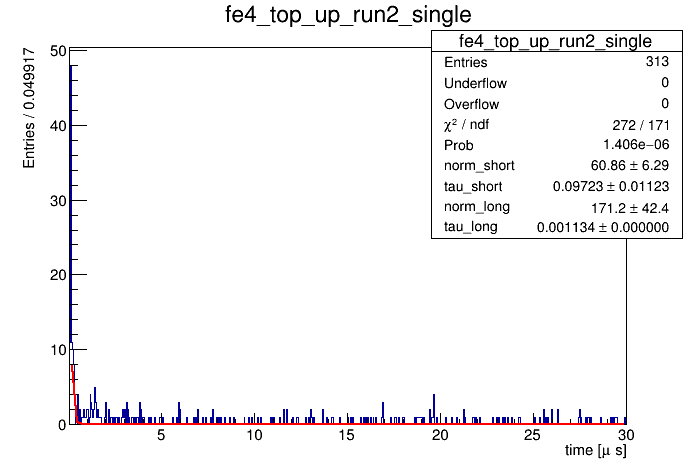 fe4_top_up_run2_single
fe4_top_up_run2_single
Entries 313
Underflow 0
Overflow 0
χ² / ndf 272 / 171
Prob 1.406e−06
norm_short 60.86 ± 6.29
tau_short 0.09723 ± 0.01123
norm_long 171.2 ± 42.4
tau_long 0.001134 ± 0.000000
Entries / 0.049917
50
40
30
20
10
0
5 10 15 20 25 30
time [μ s]